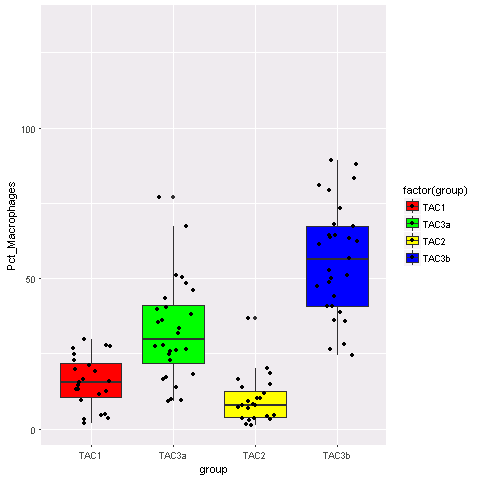 Pct_Macrophages
100
50
0
TAC1 TAC3a TAC2 TAC3b
group
factor(group)
TAC1
TAC3a
TAC2
TAC3b